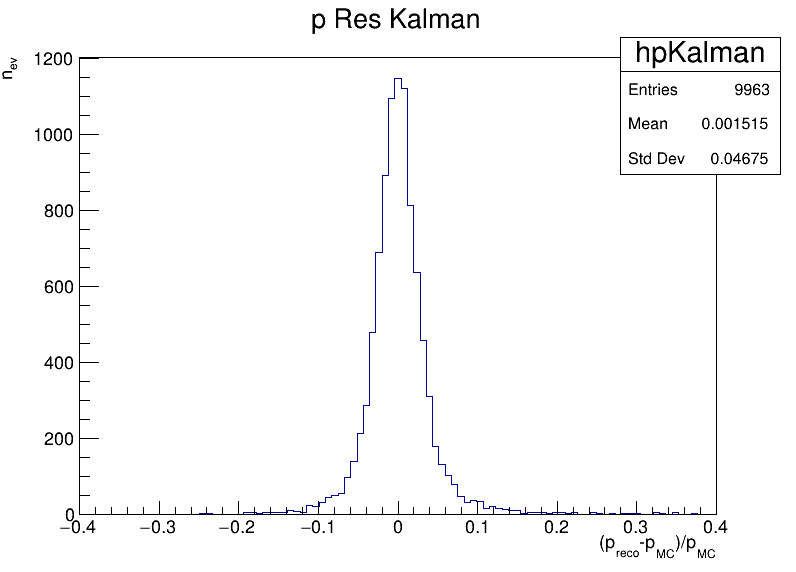 p Res Kalman
hpKalman
Entries 9963
Mean 0.001515
Std Dev 0.04675
n_ev
1200
1000
800
600
400
200
0
−0.4 −0.3 −0.2 −0.1 0 0.1 0.2 0.3 0.4
(p_reco-p_MC)/p_MC